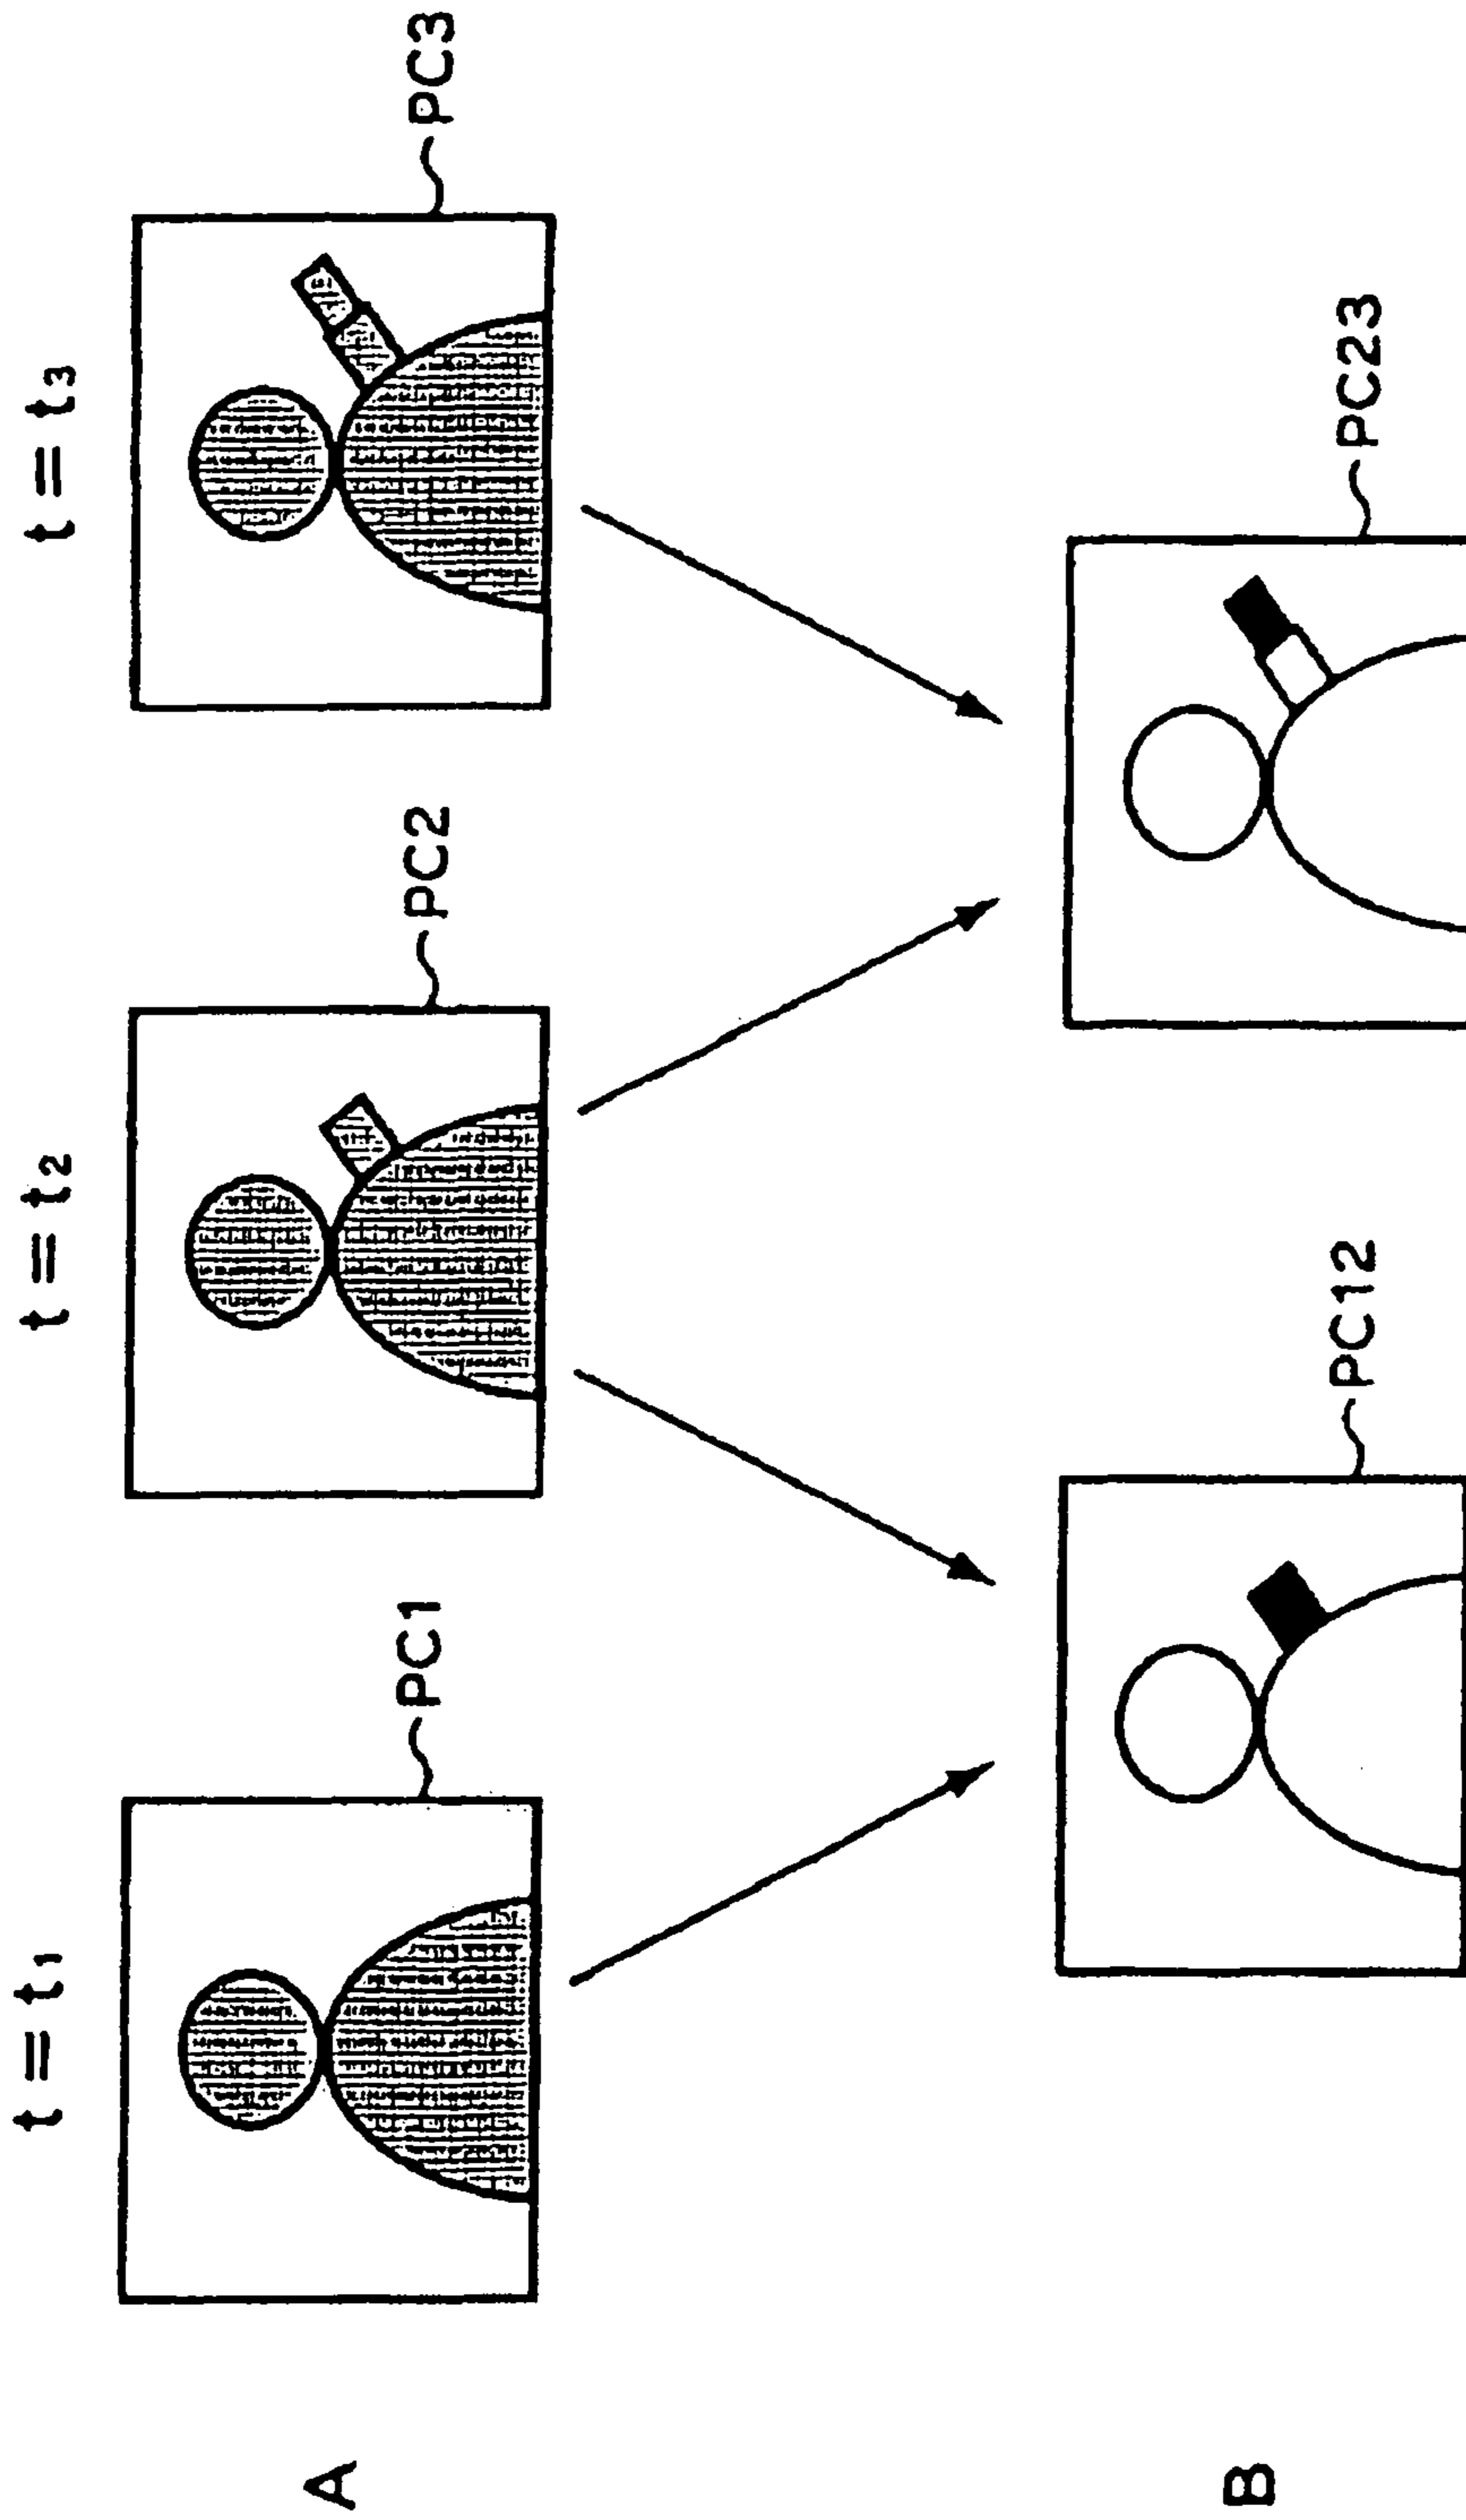 t = t1 t = t2 t = t3
A PC1 PC2 PC3
B PC12 PC23